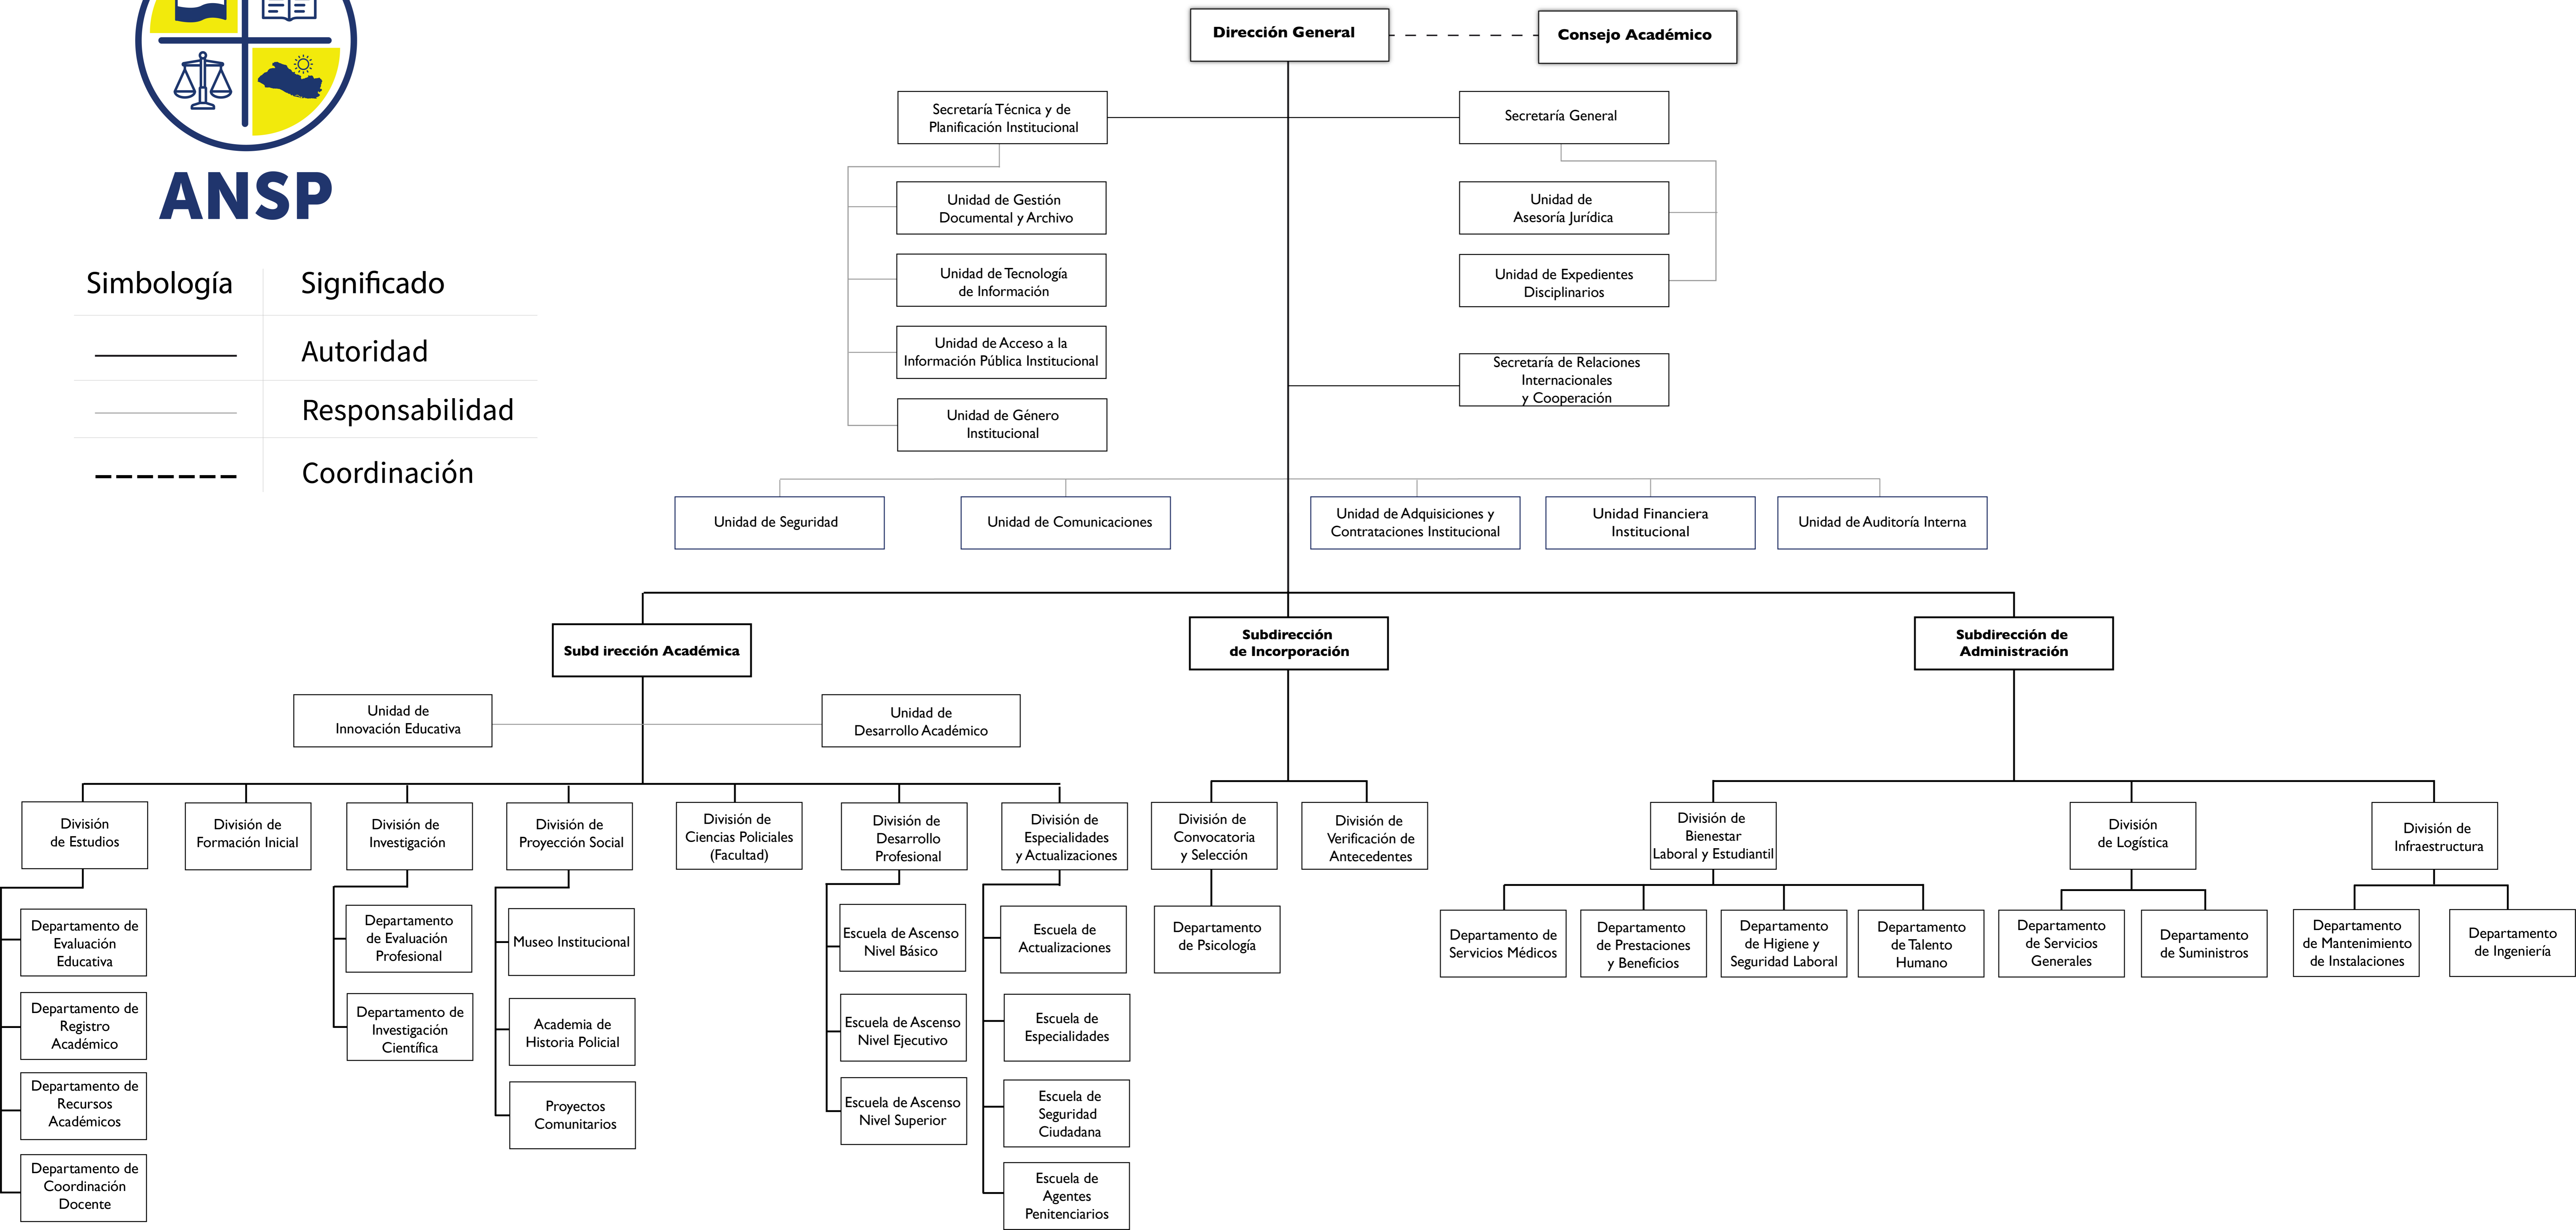 Dirección General
Consejo Académico
Secretaría Técnica y de
Planificación Institucional
Secretaría General
ANSP
Unidad de Gestión
Documental y Archivo
Unidad de
Asesoría Jurídica
Simbología
Significado
Unidad de Tecnología
de Información
Unidad de Expedientes
Disciplinarios
Autoridad
Unidad de Acceso a la
Información Pública Institucional
Secretaría de Relaciones
Internacionales
y Cooperación
Responsabilidad
Unidad de Género
Institucional
Coordinación
Unidad de Seguridad
Unidad de Comunicaciones
Unidad de Adquisiciones y
Contrataciones Institucional
Unidad Financiera
Institucional
Unidad de Auditoría Interna
Subd irección Académica
Subdirección
de Incorporación
Subdirección de
Administración
Unidad de
Innovación Educativa
Unidad de
Desarrollo Académico
División
de Estudios
División de
Formación Inicial
División de
Investigación
División de
Proyección Social
División de
Ciencias Policiales
(Facultad)
División de
Desarrollo
Profesional
División de
Especialidades
y Actualizaciones
División de
Convocatoria
y Selección
División de
Verificación de
Antecedentes
División de
Bienestar
Laboral y Estudiantil
División
de Logística
División de
Infraestructura
Departamento de
Evaluación
Educativa
Departamento
de Evaluación
Profesional
Museo Institucional
Escuela de Ascenso
Nivel Básico
Escuela de
Actualizaciones
Departamento
de Psicología
Departamento de
Servicios Médicos
Departamento
de Prestaciones
y Beneficios
Departamento
de Higiene y
Seguridad Laboral
Departamento
de Talento
Humano
Departamento
de Servicios
Generales
Departamento
de Suministros
Departamento
de Mantenimiento
de Instalaciones
Departamento
de Ingeniería
Departamento de
Registro
Académico
Departamento de
Investigación
Científica
Academia de
Historia Policial
Escuela de Ascenso
Nivel Ejecutivo
Escuela de
Especialidades
Departamento de
Recursos
Académicos
Proyectos
Comunitarios
Escuela de Ascenso
Nivel Superior
Escuela de
Seguridad
Ciudadana
Departamento de
Coordinación
Docente
Escuela de
Agentes
Penitenciarios